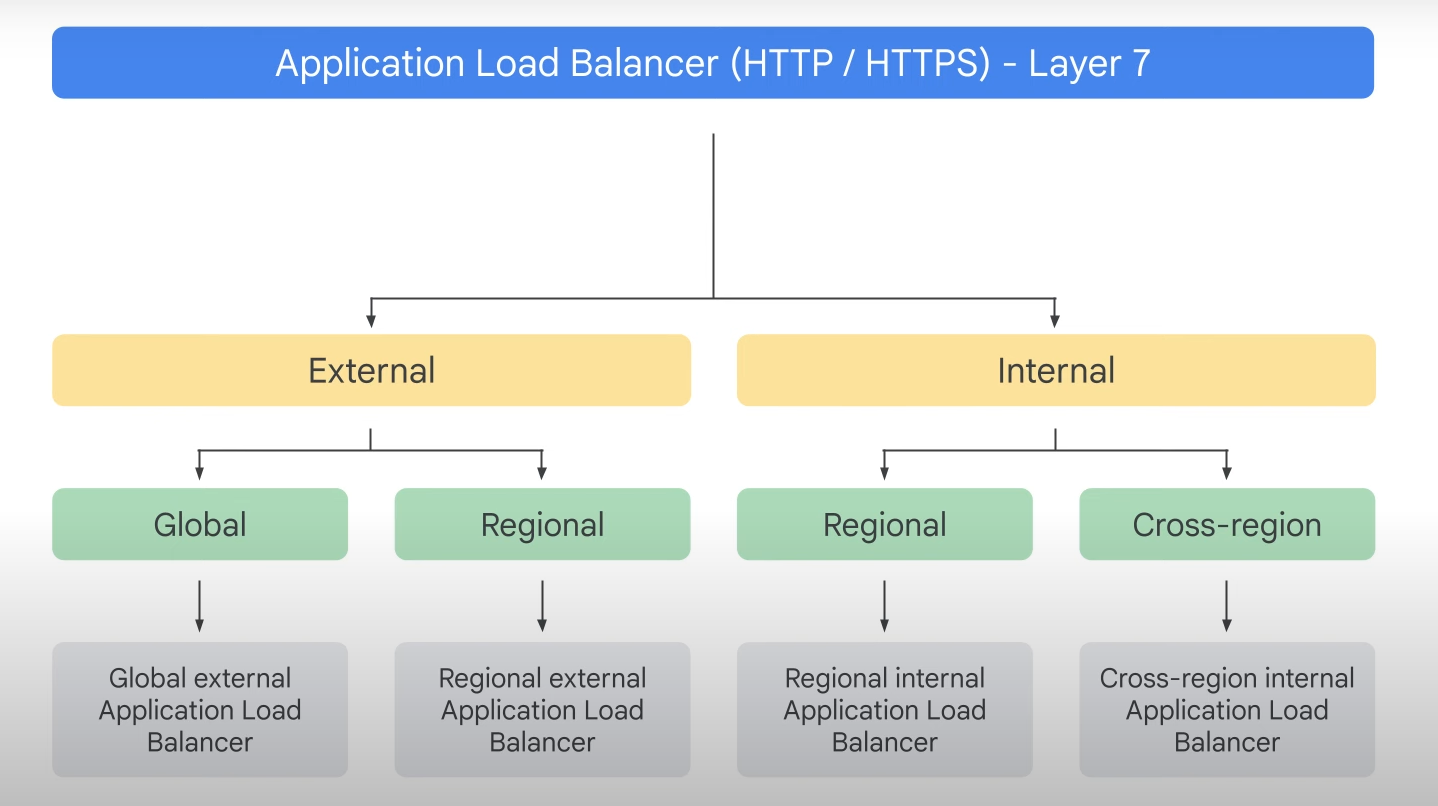 Application Load Balancer (HTTP / HTTPS) - Layer 7
External
Internal
Global
Regional
Regional
Cross-region
Global external
Application Load
Balancer
Regional external
Application Load
Balancer
Regional internal
Application Load
Balancer
Cross-region internal
Application Load
Balancer